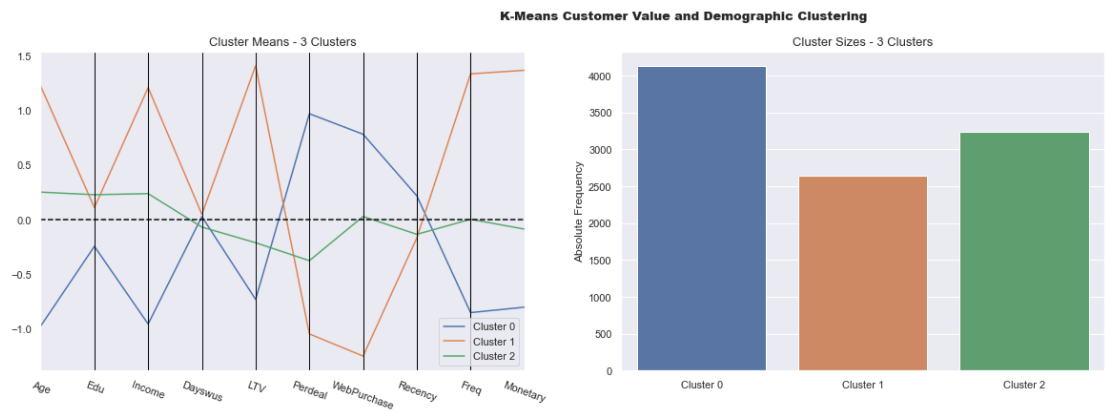 K-Means Customer Value and Demographic Clustering
Cluster Means - 3 Clusters
1.5
1.0
0.5
0.0
−0.5
−1.0
Age
Edu
Income
Dayswus
LTV
Perdeal
WebPurchase
Recency
Freq
Monetary
Cluster 0
Cluster 1
Cluster 2
Cluster Sizes - 3 Clusters
Absolute Frequency
4000
3500
3000
2500
2000
1500
1000
500
0
Cluster 0
Cluster 1
Cluster 2